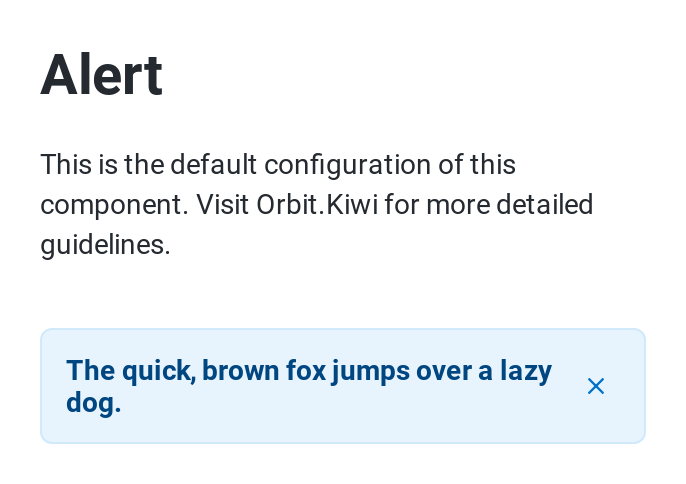 Alert
This is the default configuration of this
component. Visit Orbit.Kiwi for more detailed
guidelines.
The quick, brown fox jumps over a lazy
dog.